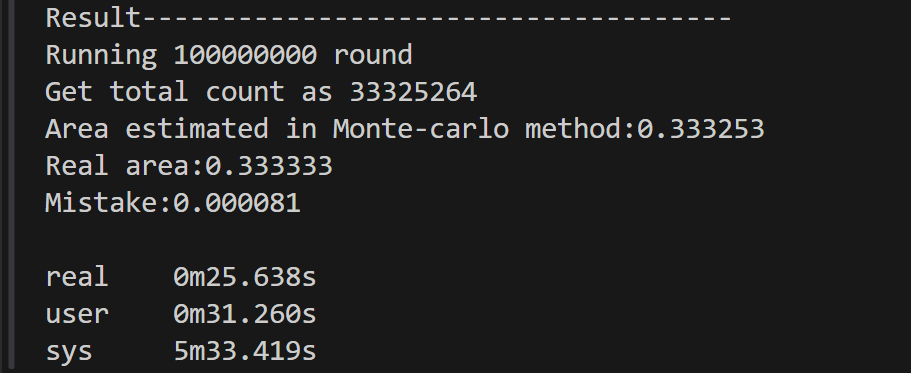 Result-------------------------------------
Running 100000000 round
Get total count as 33325264
Area estimated in Monte-carlo method:0.333253
Real area:0.333333
Mistake:0.000081
real 0m25.638s
user 0m31.260s
sys 5m33.419s